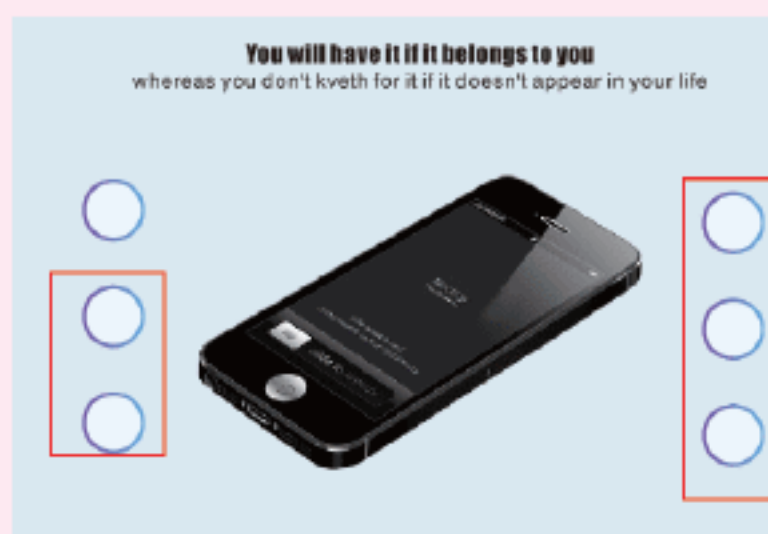 You will have it if it belongs to you
whereas you don't kveth for it if it doesn't appear in your life